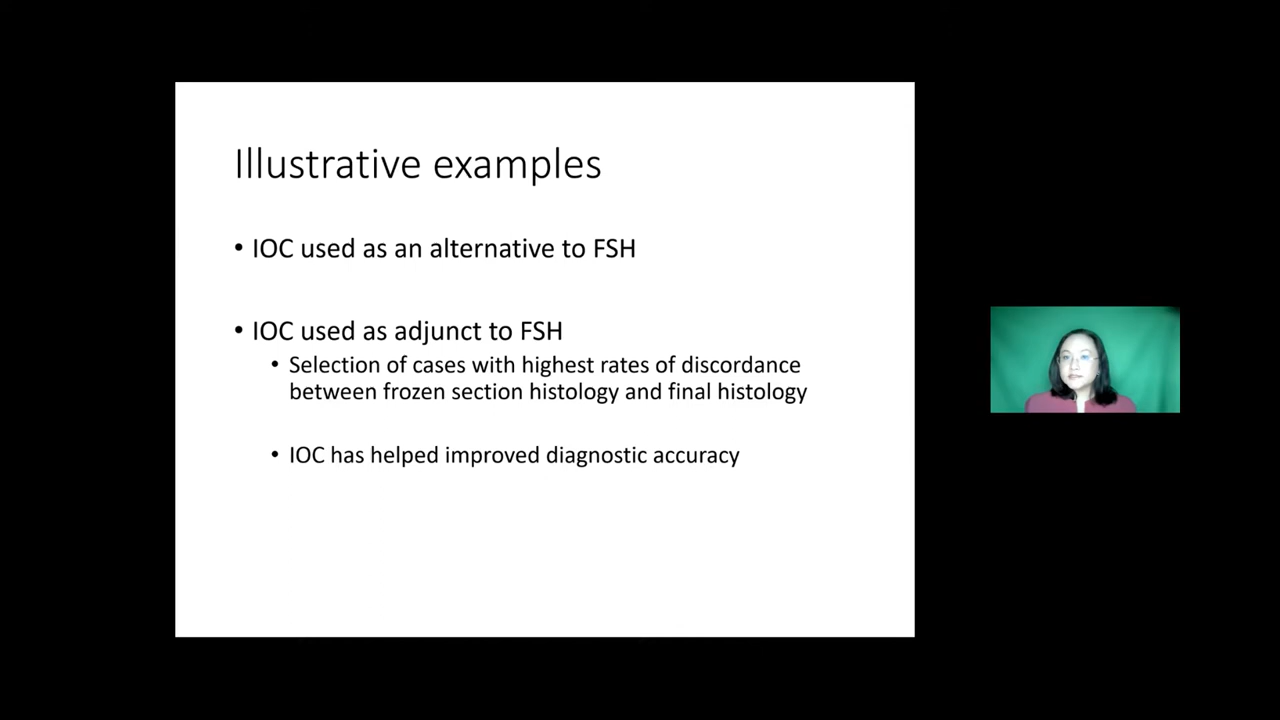 Illustrative examples
• IOC used as an alternative to FSH
• IOC used as adjunct to FSH
• Selection of cases with highest rates of discordance
between frozen section histology and final histology
• IOC has helped improved diagnostic accuracy